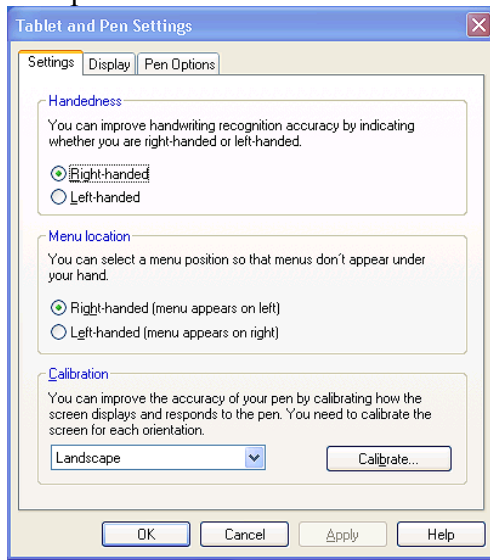 Tablet and Pen Settings
Settings Display Pen Options
Handedness
You can improve handwriting recognition accuracy by indicating
whether you are right-handed or left-handed.
Right-handed
Left-handed
Menu location
You can select a menu position so that menus don't appear under
your hand.
Right-handed (menu appears on left)
Left-handed (menu appears on right)
Calibration
You can improve the accuracy of your pen by calibrating how the
screen displays and responds to the pen. You need to calibrate the
screen for each orientation.
Landscape Calibrate...
OK Cancel Apply Help